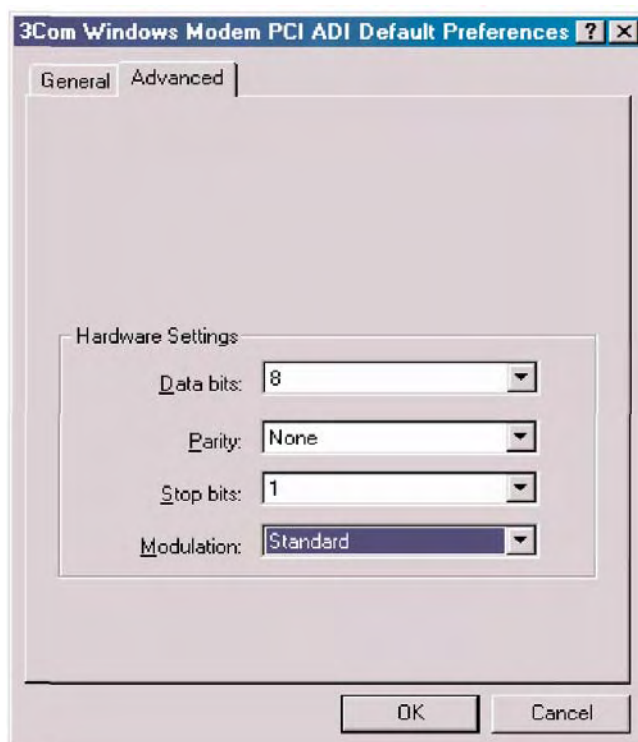 3Com Windows Modem PCI ADI Default Preferences ? X
General Advanced
Hardware Settings
Data bits: 8
Parity: None
Stop bits: 1
Modulation: Standard
OK Cancel